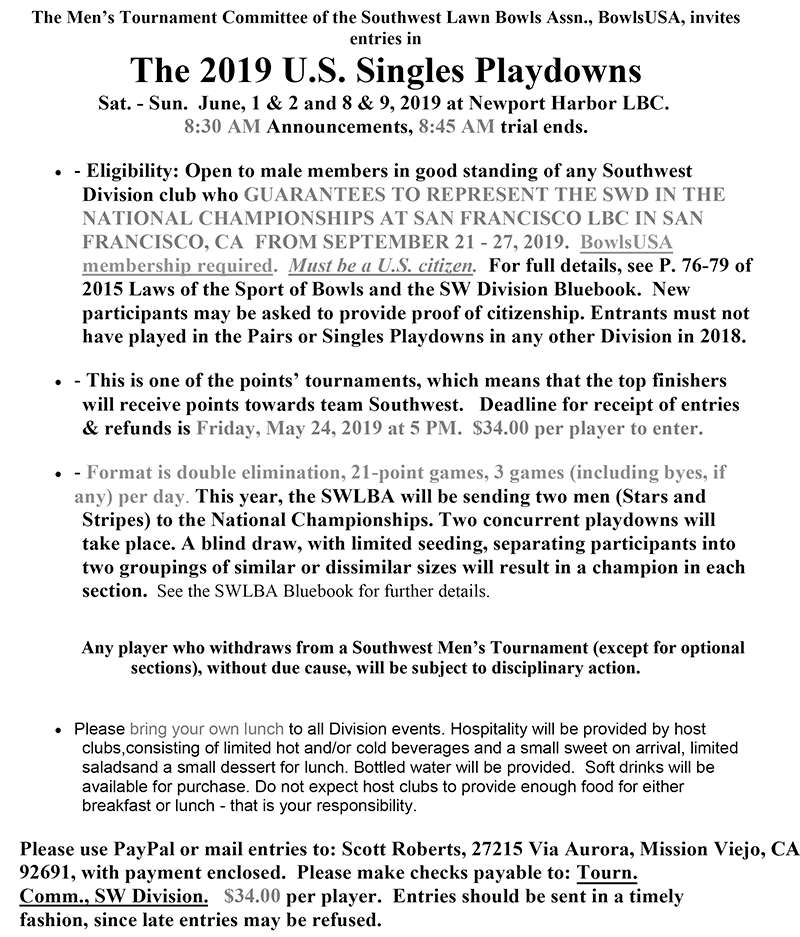 The Men's Tournament Committee of the Southwest Lawn Bowls Assn., BowlsUSA, invites
entries in
The 2019 U.S. Singles Playdowns
Sat. - Sun.  June, 1 & 2 and 8 & 9, 2019 at Newport Harbor LBC.
8:30 AM Announcements, 8:45 AM trial ends.
• - Eligibility: Open to male members in good standing of any Southwest
Division club who GUARANTEES TO REPRESENT THE SWD IN THE
NATIONAL CHAMPIONSHIPS AT SAN FRANCISCO LBC IN SAN
FRANCISCO, CA  FROM SEPTEMBER 21 - 27, 2019.  BowlsUSA
membership required.  Must be a U.S. citizen.  For full details, see P. 76-79 of
2015 Laws of the Sport of Bowls and the SW Division Bluebook.  New
participants may be asked to provide proof of citizenship. Entrants must not
have played in the Pairs or Singles Playdowns in any other Division in 2018.
• - This is one of the points' tournaments, which means that the top finishers
will receive points towards team Southwest.   Deadline for receipt of entries
& refunds is Friday, May 24, 2019 at 5 PM.  $34.00 per player to enter.
• - Format is double elimination, 21-point games, 3 games (including byes, if
any) per day. This year, the SWLBA will be sending two men (Stars and
Stripes) to the National Championships. Two concurrent playdowns will
take place. A blind draw, with limited seeding, separating participants into
two groupings of similar or dissimilar sizes will result in a champion in each
section.  See the SWLBA Bluebook for further details.
Any player who withdraws from a Southwest Men's Tournament (except for optional
sections), without due cause, will be subject to disciplinary action.
• Please bring your own lunch to all Division events. Hospitality will be provided by host
clubs,consisting of limited hot and/or cold beverages and a small sweet on arrival, limited
saladsand a small dessert for lunch. Bottled water will be provided.  Soft drinks will be
available for purchase. Do not expect host clubs to provide enough food for either
breakfast or lunch - that is your responsibility.
Please use PayPal or mail entries to: Scott Roberts, 27215 Via Aurora, Mission Viejo, CA
92691, with payment enclosed.  Please make checks payable to: Tourn.
Comm., SW Division.   $34.00 per player.  Entries should be sent in a timely
fashion, since late entries may be refused.